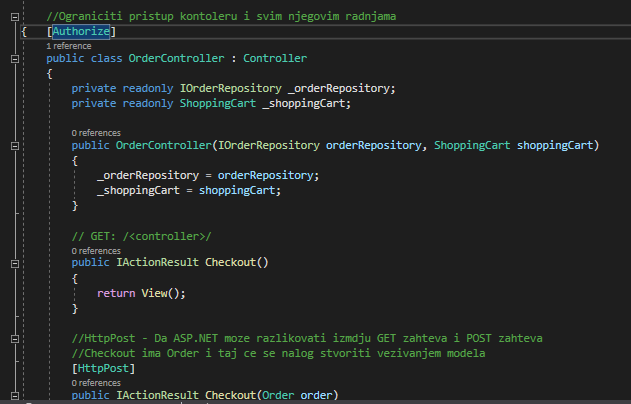 //Ograniciti pristup kontoleru i svim njegovim radnjama
{ [Authorize]
1 reference
public class OrderController : Controller
{
private readonly IOrderRepository _orderRepository;
private readonly ShoppingCart _shoppingCart;
0 references
public OrderController(IOrderRepository orderRepository, ShoppingCart shoppingCart)
{
_orderRepository = orderRepository;
_shoppingCart = shoppingCart;
}
// GET: /<controller>/
0 references
public IActionResult Checkout()
{
return View();
}
//HttpPost - Da ASP.NET moze razlikovati izmdju GET zahteva i POST zahteva
//Checkout ima Order i taj ce se nalog stvoriti vezivanjem modela
[HttpPost]
0 references
public IActionResult Checkout(Order order)